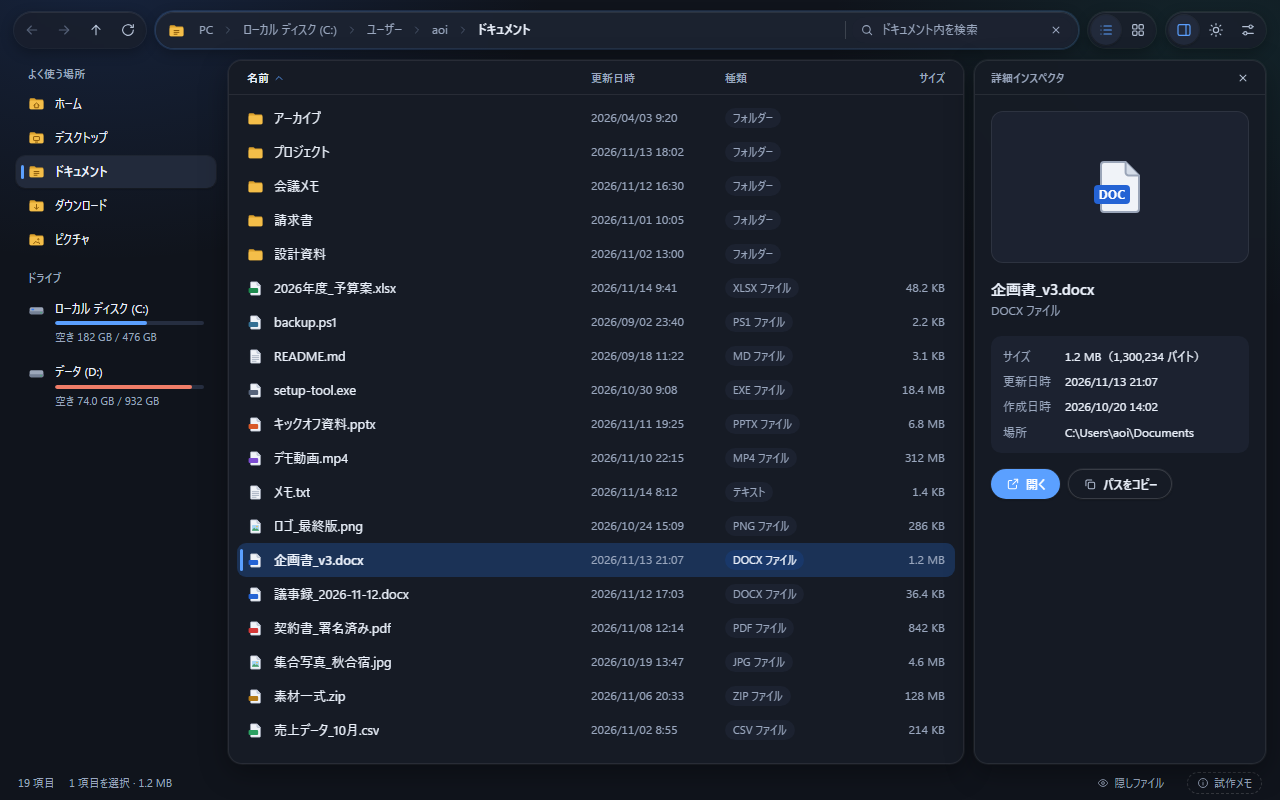 PC ローカル ディスク (C:) ユーザー aoi ドキュメント ドキュメント内を検索
よく使う場所
ホーム
デスクトップ
ドキュメント
ダウンロード
ピクチャ
ドライブ
ローカル ディスク (C:)
空き 182 GB / 476 GB
データ (D:)
空き 74.0 GB / 932 GB
名前 更新日時 種類 サイズ
アーカイブ 2026/04/03 9:20 フォルダー
プロジェクト 2026/11/13 18:02 フォルダー
会議メモ 2026/11/12 16:30 フォルダー
請求書 2026/11/01 10:05 フォルダー
設計資料 2026/11/02 13:00 フォルダー
2026年度_予算案.xlsx 2026/11/14 9:41 XLSX ファイル 48.2 KB
backup.ps1 2026/09/02 23:40 PS1 ファイル 2.2 KB
README.md 2026/09/18 11:22 MD ファイル 3.1 KB
setup-tool.exe 2026/10/30 9:08 EXE ファイル 18.4 MB
キックオフ資料.pptx 2026/11/11 19:25 PPTX ファイル 6.8 MB
デモ動画.mp4 2026/11/10 22:15 MP4 ファイル 312 MB
メモ.txt 2026/11/14 8:12 テキスト 1.4 KB
ロゴ_最終版.png 2026/10/24 15:09 PNG ファイル 286 KB
企画書_v3.docx 2026/11/13 21:07 DOCX ファイル 1.2 MB
議事録_2026-11-12.docx 2026/11/12 17:03 DOCX ファイル 36.4 KB
契約書_署名済み.pdf 2026/11/08 12:14 PDF ファイル 842 KB
集合写真_秋合宿.jpg 2026/10/19 13:47 JPG ファイル 4.6 MB
素材一式.zip 2026/11/06 20:33 ZIP ファイル 128 MB
売上データ_10月.csv 2026/11/02 8:55 CSV ファイル 214 KB
詳細インスペクタ
DOC
企画書_v3.docx
DOCX ファイル
サイズ 1.2 MB（1,300,234 バイト）
更新日時 2026/11/13 21:07
作成日時 2026/10/20 14:02
場所 C:\Users\aoi\Documents
開く パスをコピー
19 項目 1 項目を選択 · 1.2 MB 隠しファイル 試作メモ